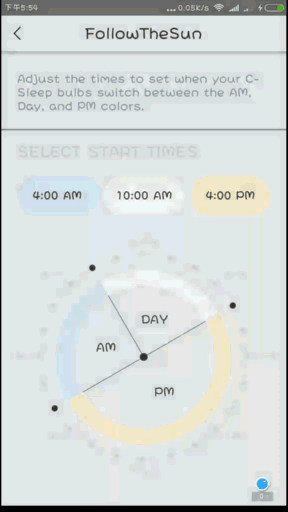 下午5:54
0.05K/s
FollowTheSun
Adjust the times to set when your C-
Sleep bulbs switch between the AM,
Day, and PM colors.
SELECT START TIMES
4:00 AM 10:00 AM 4:00 PM
DAY
AM
PM